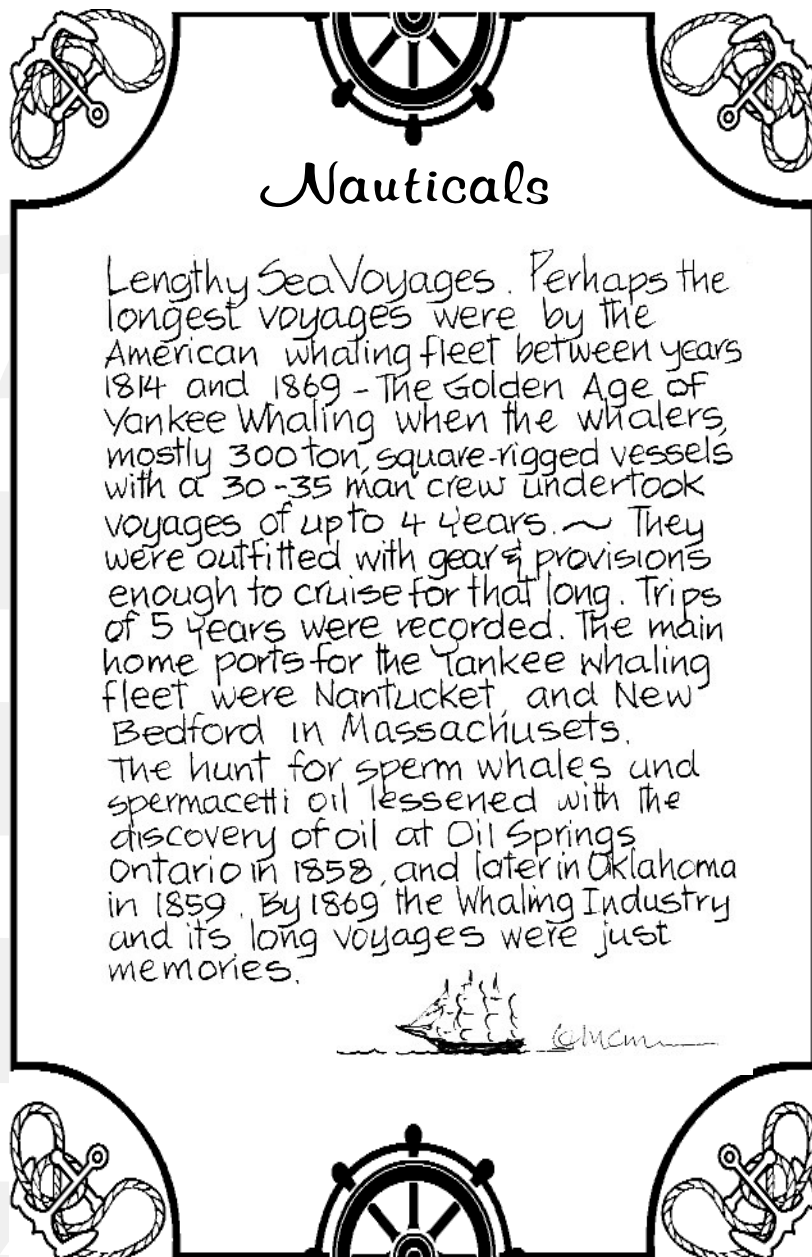 Nauticals
Lengthy Sea Voyages. Perhaps the
longest voyages were by the
American whaling fleet between years
1814 and 1869 - The Golden Age of
Yankee Whaling when the whalers,
mostly 300 ton, square-rigged vessels
with a 30-35 man crew undertook
voyages of up to 4 years. ~ They
were outfitted with gear & provisions
enough to cruise for that long. Trips
of 5 years were recorded. The main
home ports for the Yankee whaling
fleet were Nantucket, and New
Bedford in Massachusets.
The hunt for sperm whales and
spermacetti oil lessened with the
discovery of oil at Oil Springs
Ontario in 1858, and later in Oklahoma
in 1859. By 1869 the Whaling Industry
and its long voyages were just
memories.